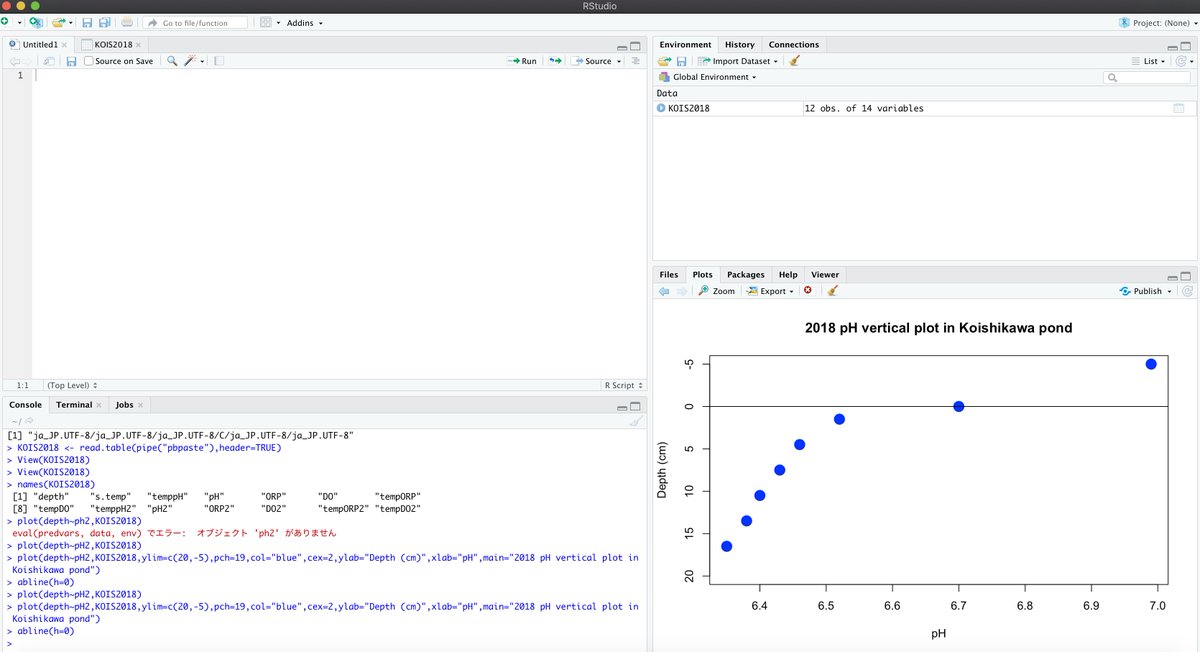 RStudio
Go to file/function
Addins
Project: (None)
Untitled1
KOIS2018
Source on Save
Run
Source
1
1:1
(Top Level)
R Script
Console
Terminal
Jobs
~/
[1] "ja_JP.UTF-8/ja_JP.UTF-8/ja_JP.UTF-8/C/ja_JP.UTF-8/ja_JP.UTF-8"
> KOIS2018 <- read.table(pipe("pbpaste"),header=TRUE)
> View(KOIS2018)
> View(KOIS2018)
> names(KOIS2018)
[1] "depth" "s.temp" "temppH" "pH" "ORP" "DO" "tempORP"
[8] "tempDO" "temppH2" "pH2" "ORP2" "DO2" "tempORP2" "tempDO2"
> plot(depth~ph2,KOIS2018)
eval(predvars, data, env) でエラー: オブジェクト 'ph2' がありません
> plot(depth~pH2,KOIS2018)
> plot(depth~pH2,KOIS2018,ylim=c(20,-5),pch=19,col="blue",cex=2,ylab="Depth (cm)",xlab="pH",main="2018 pH vertical plot in
Koishikawa pond")
> abline(h=0)
> plot(depth~pH2,KOIS2018)
> plot(depth~pH2,KOIS2018,ylim=c(20,-5),pch=19,col="blue",cex=2,ylab="Depth (cm)",xlab="pH",main="2018 pH vertical plot in
Koishikawa pond")
> abline(h=0)
>
Environment
History
Connections
Import Dataset
List
Global Environment
Data
KOIS2018
12 obs. of 14 variables
Files
Plots
Packages
Help
Viewer
Zoom
Export
Publish
2018 pH vertical plot in Koishikawa pond
Depth (cm)
-5
0
5
10
15
20
6.4 6.5 6.6 6.7 6.8 6.9 7.0
pH